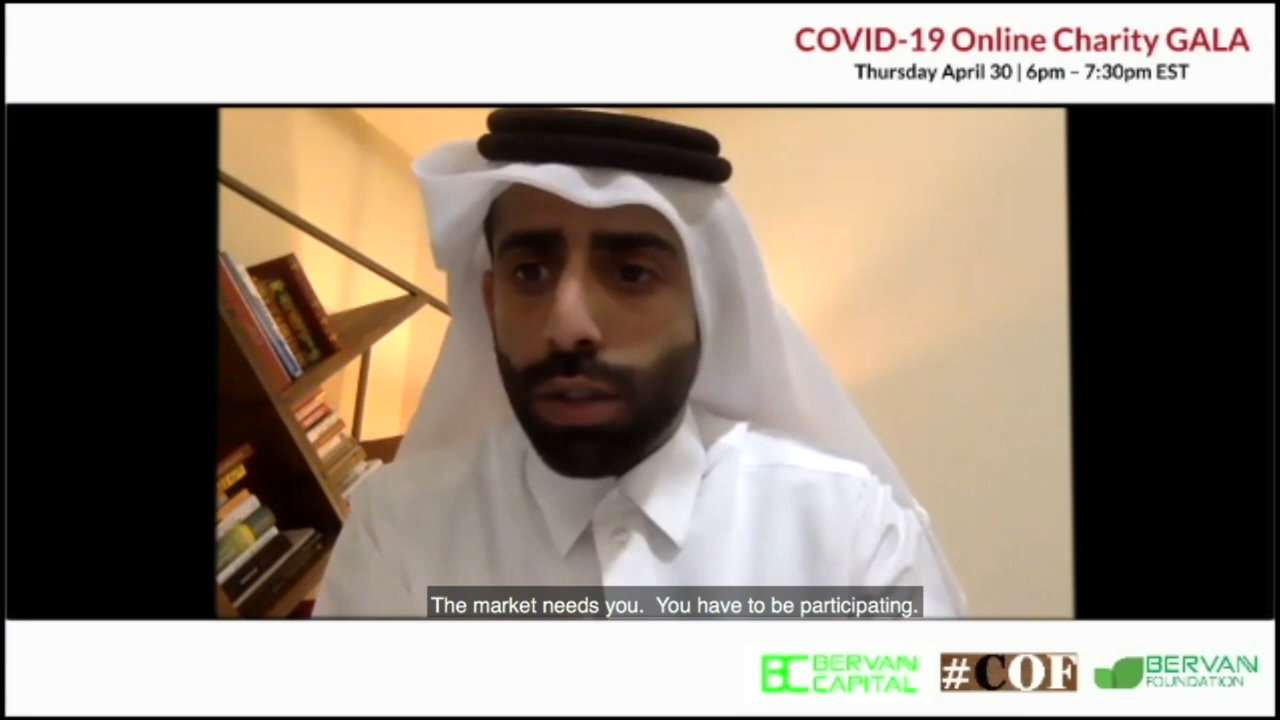 COVID-19 Online Charity GALA
Thursday April 30 | 6pm – 7:30pm EST
The market needs you.  You have to be participating.
BC BERVAN CAPITAL
#COF
BERVAN FOUNDATION